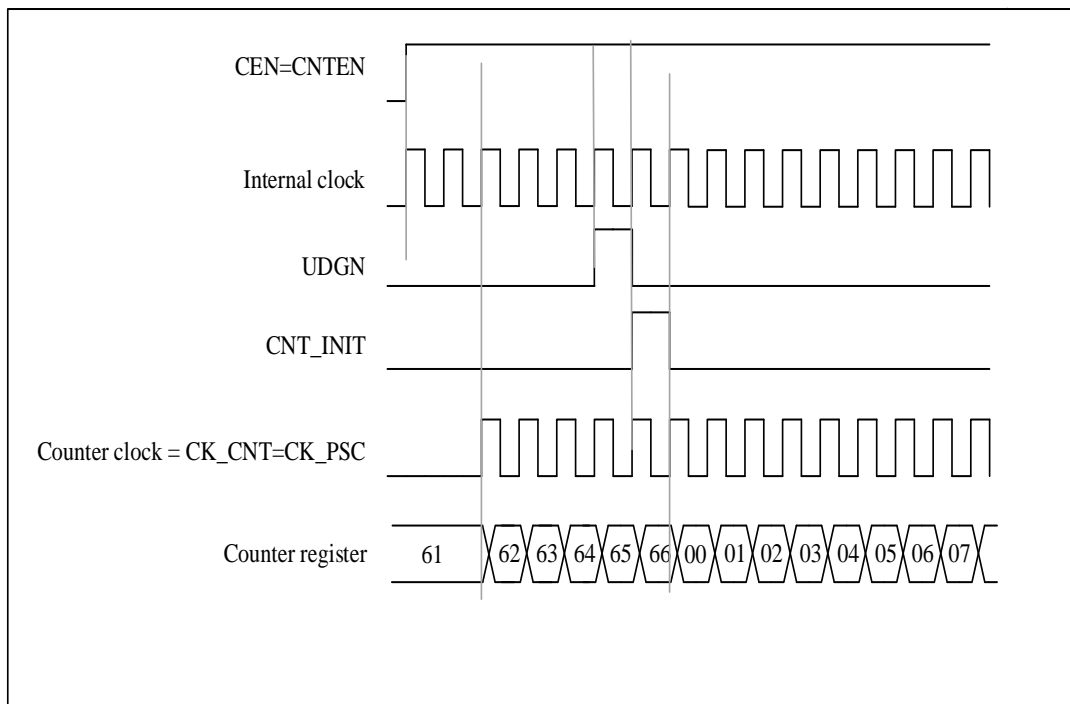 CEN=CNTEN
Internal clock
UDGN
CNT_INIT
Counter clock = CK_CNT=CK_PSC
Counter register 61 62 63 64 65 66 00 01 02 03 04 05 06 07